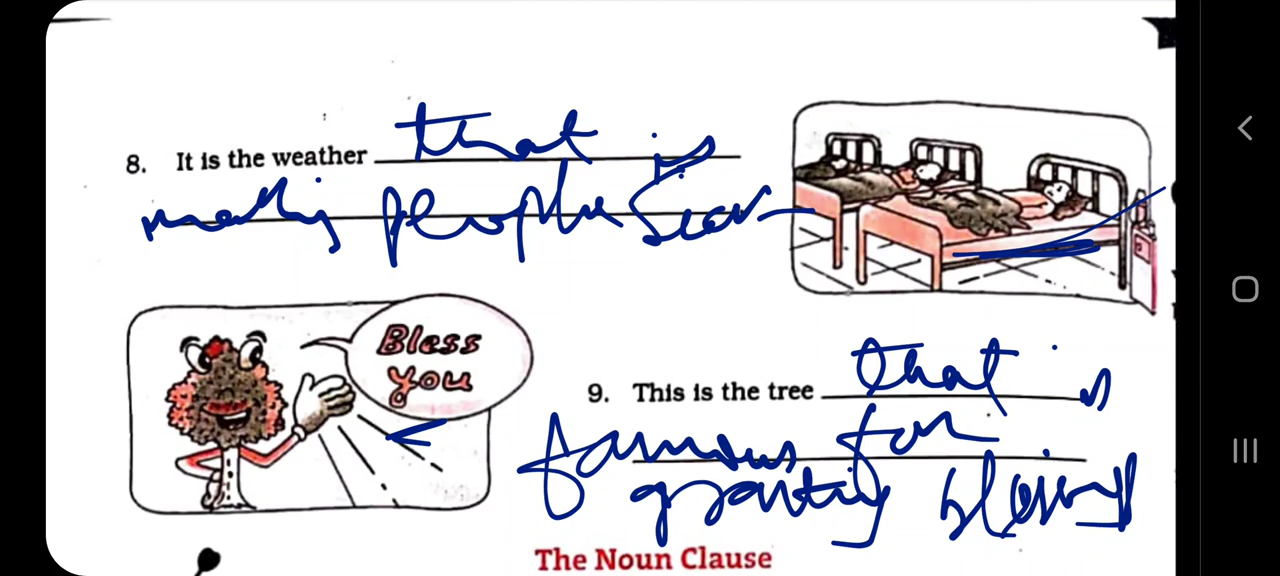 8. It is the weather that is
making people sick
Bless
you
9. This is the tree that is
famous for
granting blessings
The Noun Clause